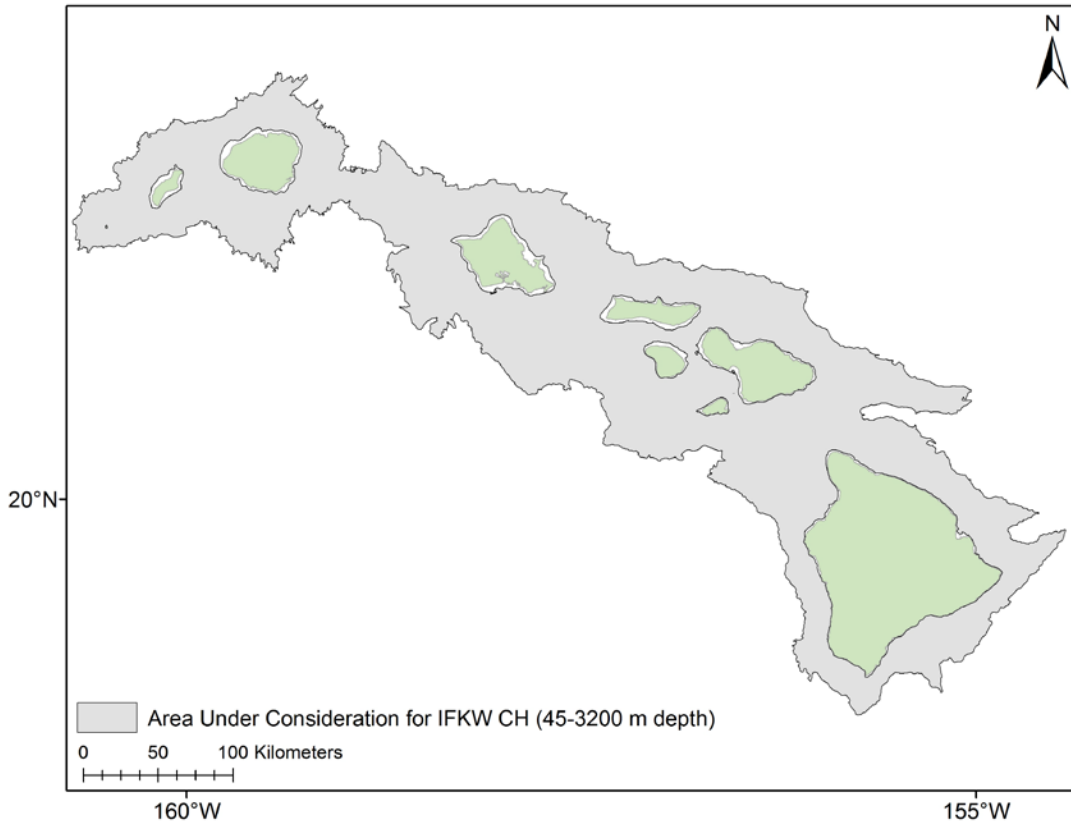 N
20°N
Area Under Consideration for IFKW CH (45-3200 m depth)
0 50 100 Kilometers
160°W 155°W